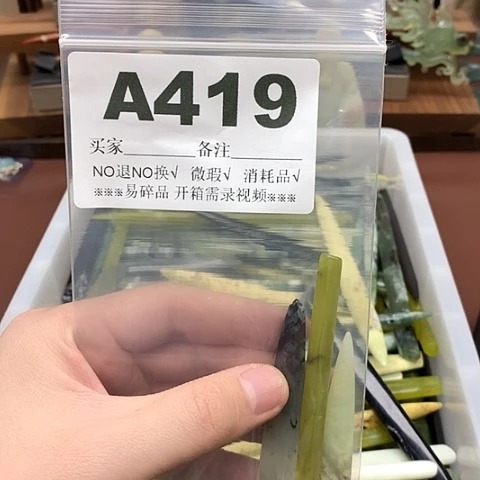 A419
买家________备注________
NO退NO换√ 微瑕√ 消耗品√
※※※易碎品 开箱需录视频※※※